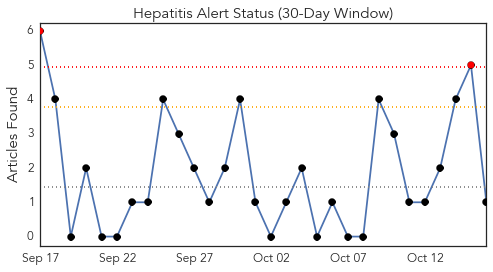 Hepatitis Alert Status (30-Day Window)
Articles Found
6
5
4
3
2
1
0
Sep 17 Sep 22 Sep 27 Oct 02 Oct 07 Oct 12